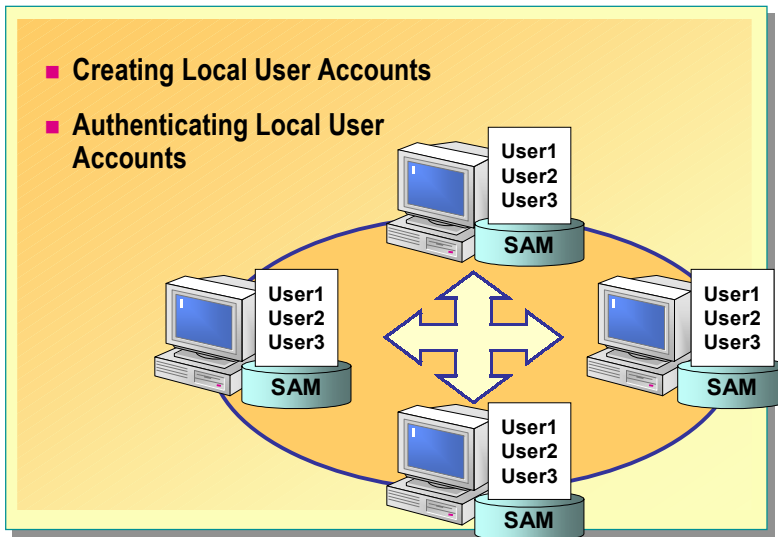 Creating Local User Accounts
Authenticating Local User
Accounts
User1
User2
User3
SAM
User1
User2
User3
SAM
User1
User2
User3
SAM
User1
User2
User3
SAM